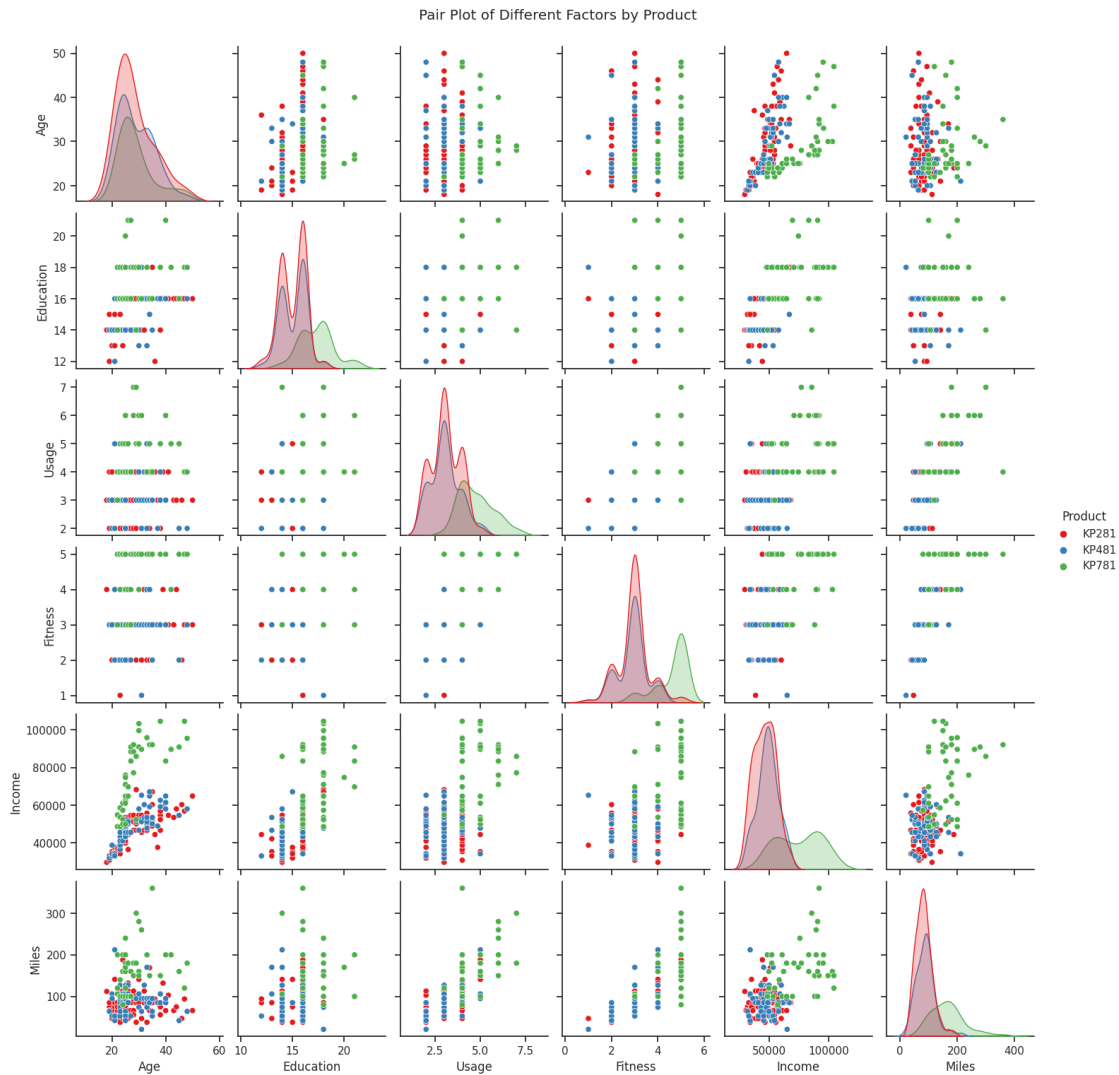 Pair Plot of Different Factors by Product
50
40
30
20
Age
20
18
16
14
12
Education
7
6
5
4
3
2
Usage
5
4
3
2
1
Fitness
100000
80000
60000
40000
Income
300
200
100
Miles
20 40 60
Age
10 15 20
Education
2.5 5.0 7.5
Usage
0 2 4 6
Fitness
50000 100000
Income
0 200 400
Miles
Product
KP281
KP481
KP781